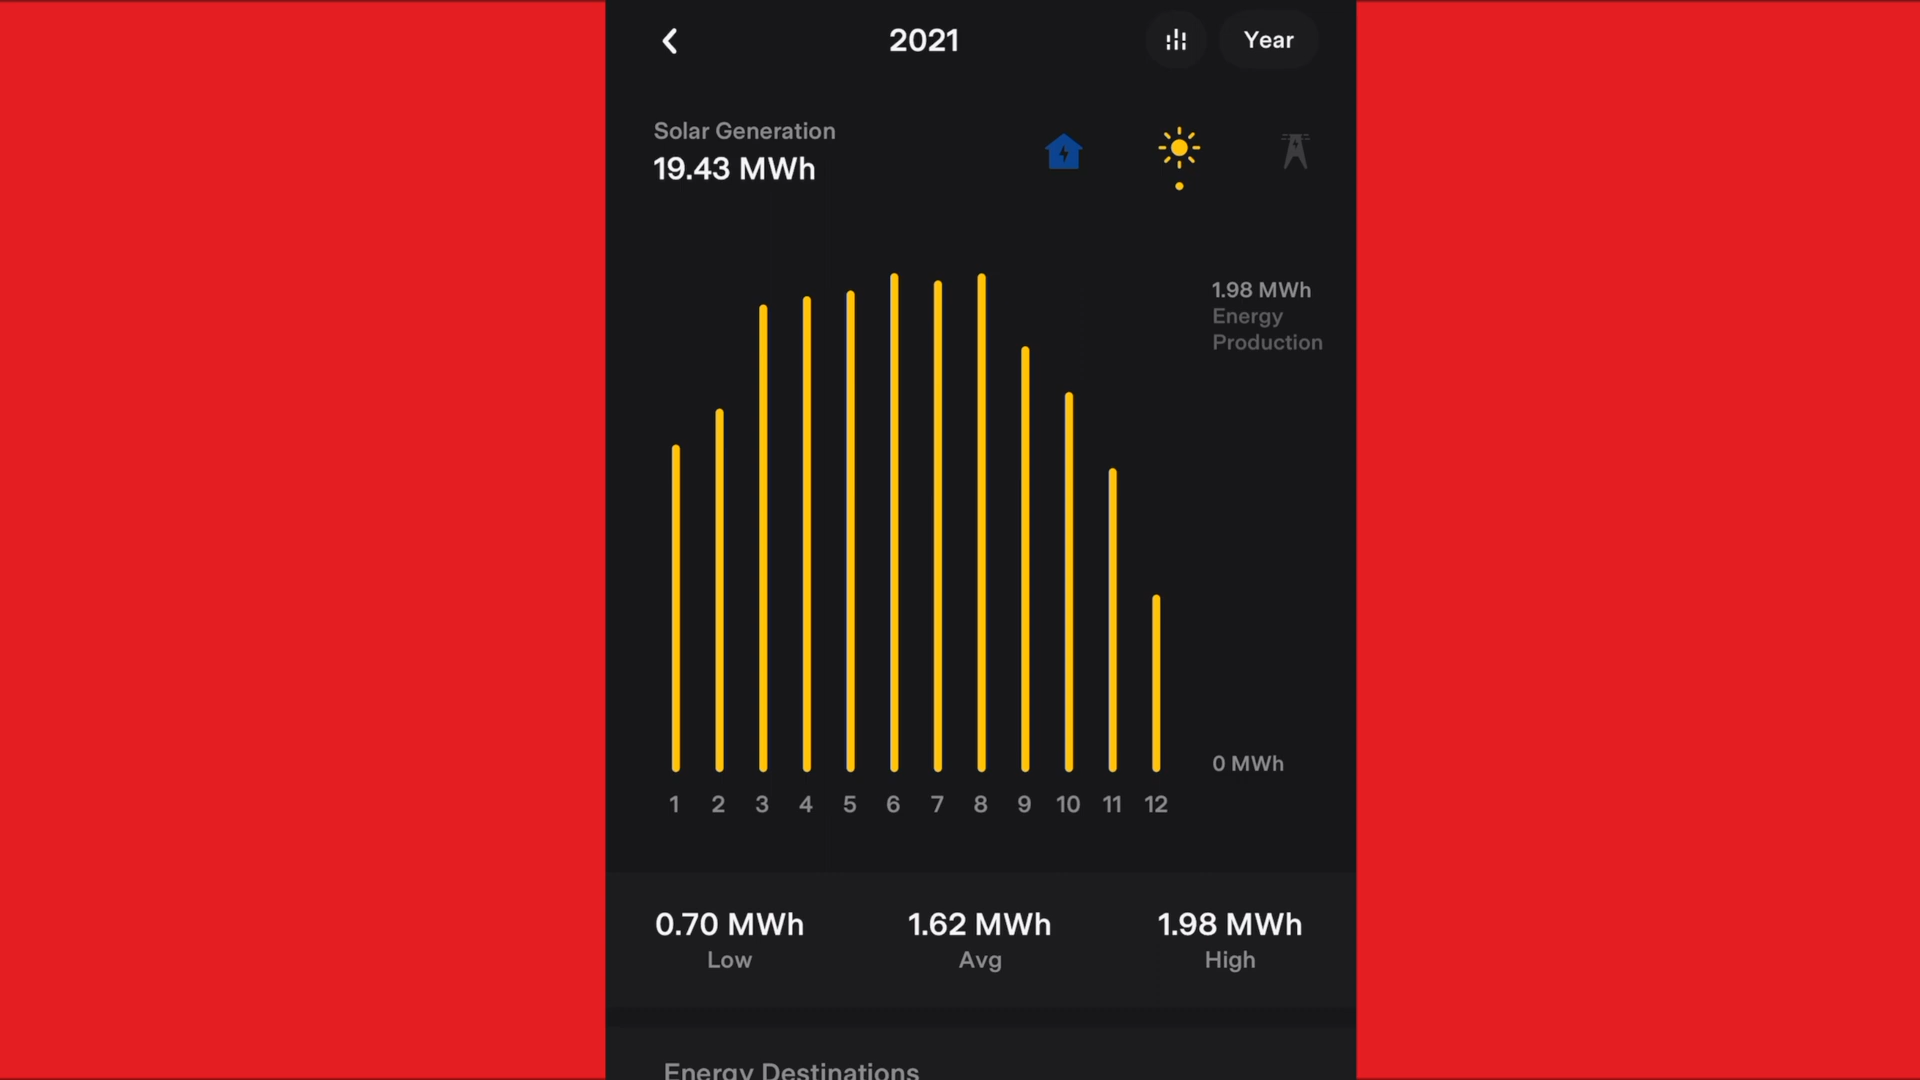 2021
Year
Solar Generation
19.43 MWh
1.98 MWh
Energy
Production
0 MWh
1 2 3 4 5 6 7 8 9 10 11 12
0.70 MWh 1.62 MWh 1.98 MWh
Low Avg High
Energy Destinations